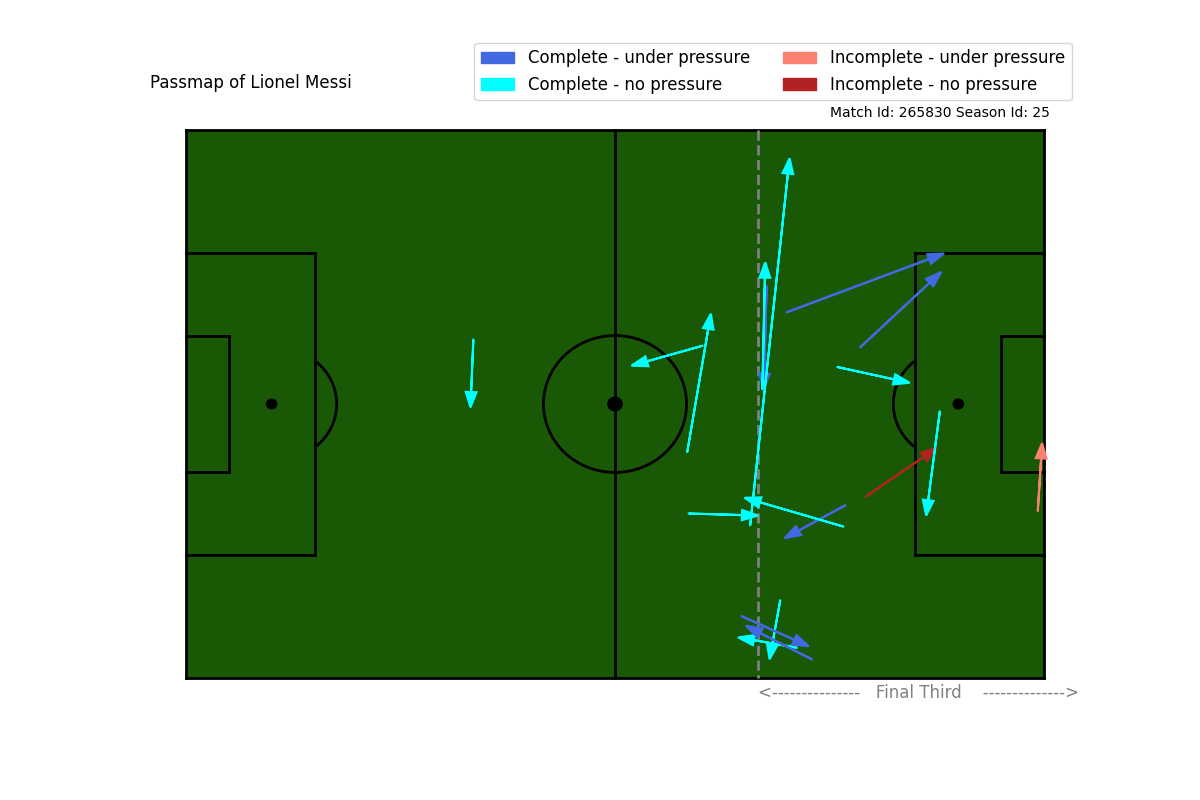 Passmap of Lionel Messi
Complete - under pressure
Complete - no pressure
Incomplete - under pressure
Incomplete - no pressure
Match Id: 265830 Season Id: 25
<--------------- Final Third -------------->